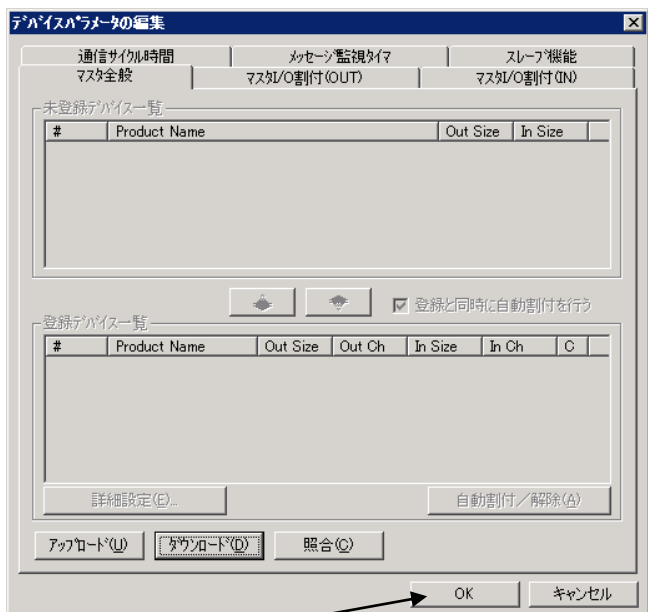 デバイスパラメータの編集
通信サイクル時間 メッセージ監視タイマ スレーブ機能
マスタ全般 マスタI/O割付(OUT) マスタI/O割付(IN)
未登録デバイス一覧
# Product Name Out Size In Size
登録と同時に自動割付を行う
登録デバイス一覧
# Product Name Out Size Out Ch In Size In Ch C
詳細設定(E)... 自動割付/解除(A)
アップロード(U) ダウンロード(D) 照合(C)
OK キャンセル